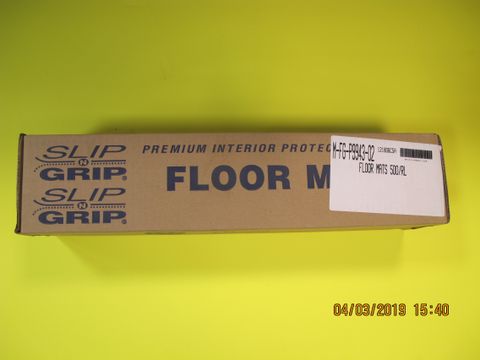 SLIP
N
GRIP®
SLIP
N
GRIP®
PREMIUM INTERIOR PROTEC
FLOOR M
M-FG-P9943-02
FLOOR MATS 500/RL
04/03/2019 15:40